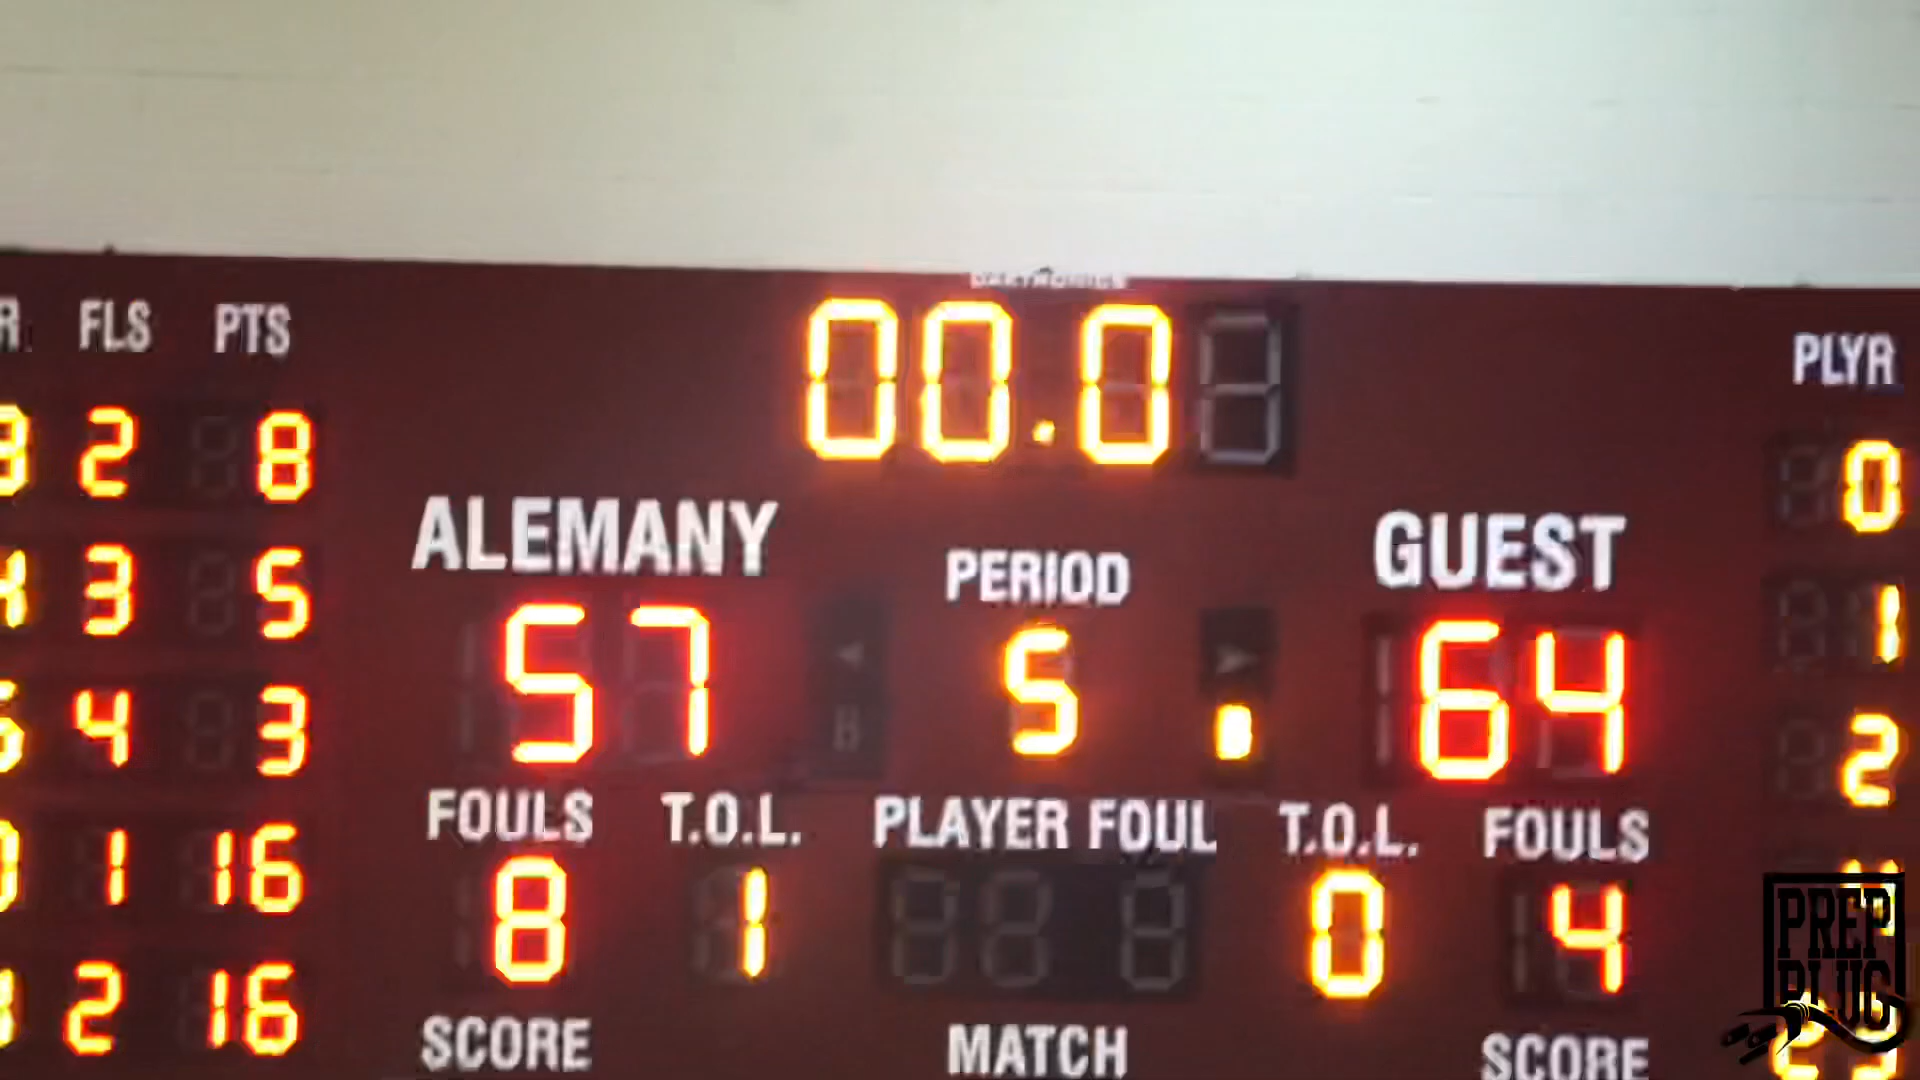 DAKTRONICS
00.0
FLS PTS
PLYR
2 8
0
ALEMANY PERIOD GUEST
3 5
57 5 64
1
4 3
2
FOULS T.O.L. PLAYER FOUL T.O.L. FOULS
1 16
8 1 0 4
2 16
SCORE MATCH SCORE
PREP
PLUG